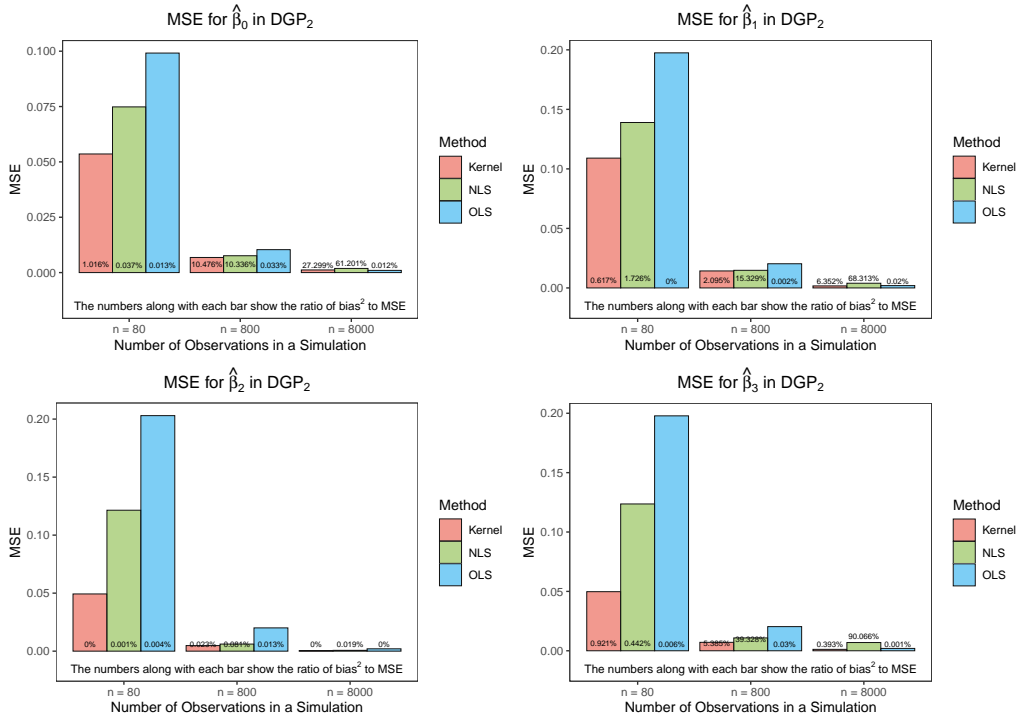 MSE for β̂0 in DGP2
MSE
0.100
0.075
0.050
0.025
0.000
1.016% 0.037% 0.013% 10.476% 10.336% 0.033% 27.299% 61.201% 0.012%
The numbers along with each bar show the ratio of bias² to MSE
n = 80 n = 800 n = 8000
Number of Observations in a Simulation
Method
Kernel
NLS
OLS
MSE for β̂1 in DGP2
MSE
0.20
0.15
0.10
0.05
0.00
0.617% 1.726% 0% 2.095% 15.329% 0.002% 6.352% 68.313% 0.02%
The numbers along with each bar show the ratio of bias² to MSE
n = 80 n = 800 n = 8000
Number of Observations in a Simulation
Method
Kernel
NLS
OLS
MSE for β̂2 in DGP2
MSE
0.20
0.15
0.10
0.05
0.00
0% 0.001% 0.004% 0.023% 0.081% 0.013% 0% 0.019% 0%
The numbers along with each bar show the ratio of bias² to MSE
n = 80 n = 800 n = 8000
Number of Observations in a Simulation
Method
Kernel
NLS
OLS
MSE for β̂3 in DGP2
MSE
0.20
0.15
0.10
0.05
0.00
0.921% 0.442% 0.006% 5.385% 39.328% 0.03% 0.393% 90.066% 0.001%
The numbers along with each bar show the ratio of bias² to MSE
n = 80 n = 800 n = 8000
Number of Observations in a Simulation
Method
Kernel
NLS
OLS